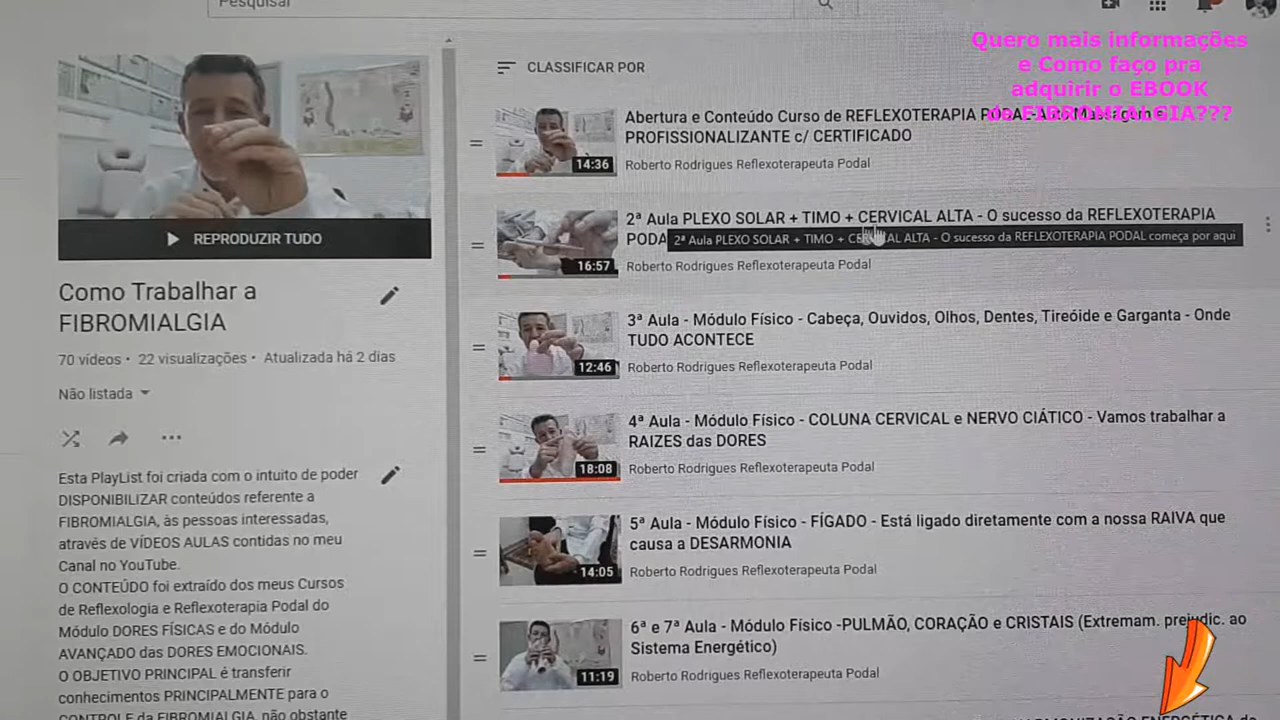 Pesquisar
Quero mais informações
e Como faço pra
adquirir o EBOOK
de FIBROMIALGIA???
REPRODUZIR TUDO
Como Trabalhar a
FIBROMIALGIA
70 vídeos • 22 visualizações • Atualizada há 2 dias
Não listada
Esta PlayList foi criada com o intuito de poder
DISPONIBILIZAR conteúdos referente a
FIBROMIALGIA, às pessoas interessadas,
através de VÍDEOS AULAS contidas no meu
Canal no YouTube.
O CONTEÚDO foi extraído dos meus Cursos
de Reflexologia e Reflexoterapia Podal do
Módulo DORES FÍSICAS e do Módulo
AVANÇADO das DORES EMOCIONAIS.
O OBJETIVO PRINCIPAL é transferir
conhecimentos PRINCIPALMENTE para o
CONTROLE da FIBROMIALGIA, não obstante
CLASSIFICAR POR
Abertura e Conteúdo Curso de REFLEXOTERAPIA PODAL
PROFISSIONALIZANTE c/ CERTIFICADO
Roberto Rodrigues Reflexoterapeuta Podal
14:36
2ª Aula PLEXO SOLAR + TIMO + CERVICAL ALTA - O sucesso da REFLEXOTERAPIA
PODA
2ª Aula PLEXO SOLAR + TIMO + CERVICAL ALTA - O sucesso da REFLEXOTERAPIA PODAL começa por aqui
Roberto Rodrigues Reflexoterapeuta Podal
16:57
3ª Aula - Módulo Físico - Cabeça, Ouvidos, Olhos, Dentes, Tireóide e Garganta - Onde
TUDO ACONTECE
Roberto Rodrigues Reflexoterapeuta Podal
12:46
4ª Aula - Módulo Físico - COLUNA CERVICAL e NERVO CIÁTICO - Vamos trabalhar a
RAIZES das DORES
Roberto Rodrigues Reflexoterapeuta Podal
18:08
5ª Aula - Módulo Físico - FÍGADO - Está ligado diretamente com a nossa RAIVA que
causa a DESARMONIA
Roberto Rodrigues Reflexoterapeuta Podal
14:05
6ª e 7ª Aula - Módulo Físico -PULMÃO, CORAÇÃO e CRISTAIS (Extremam. prejudic. ao
Sistema Energético)
Roberto Rodrigues Reflexoterapeuta Podal
11:19